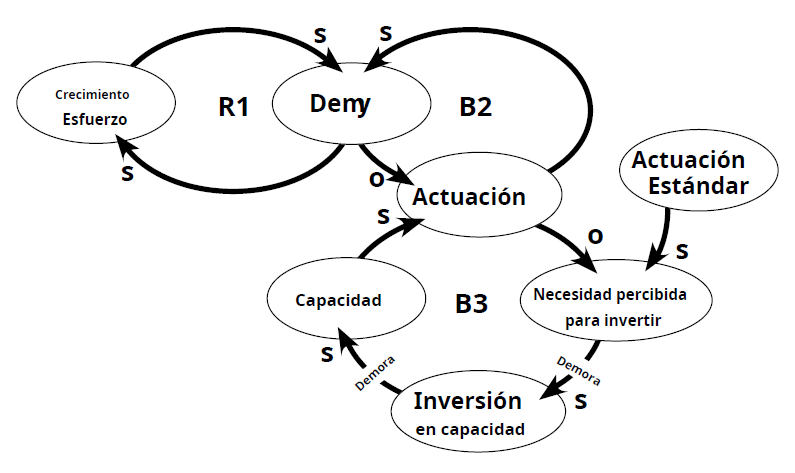 S
S
Crecimiento
Esfuerzo
R1
Demy
B2
S
O
Actuación
Actuación
Estándar
S
O
S
Capacidad
B3
Necesidad percibida
para invertir
S
Demora
Demora
S
Inversión
en capacidad